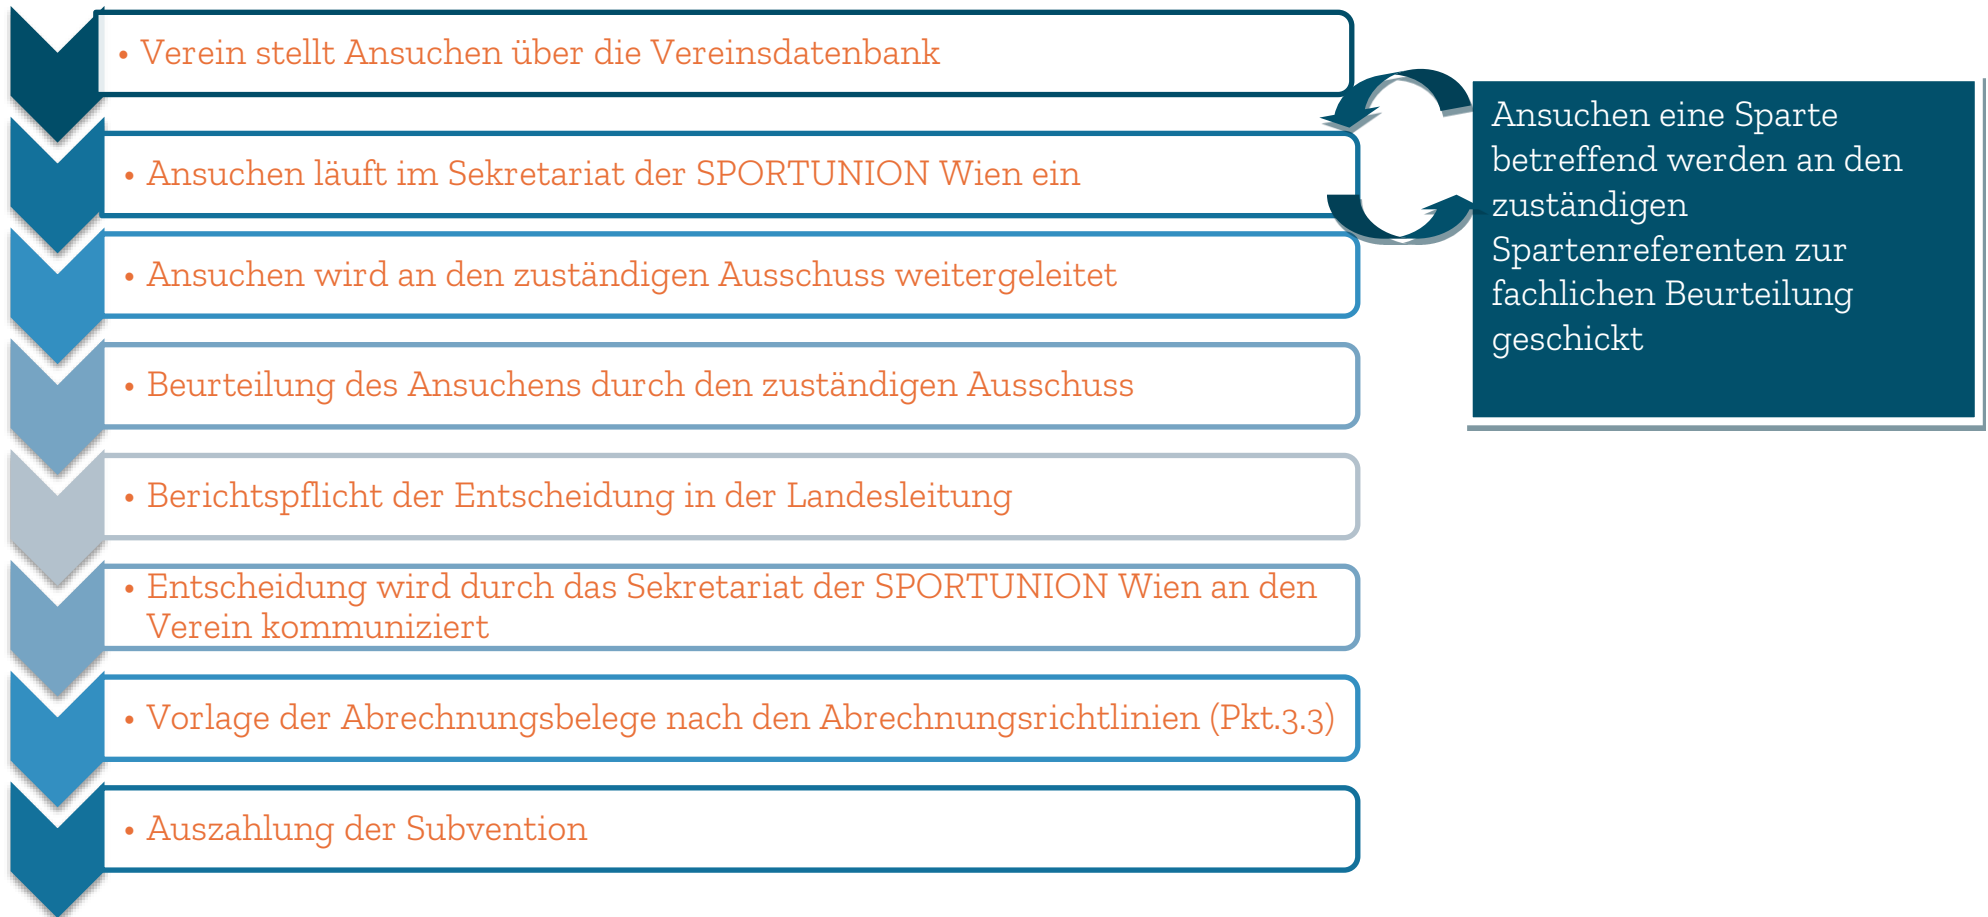 • Verein stellt Ansuchen über die Vereinsdatenbank
• Ansuchen läuft im Sekretariat der SPORTUNION Wien ein
• Ansuchen wird an den zuständigen Ausschuss weitergeleitet
• Beurteilung des Ansuchens durch den zuständigen Ausschuss
• Berichtspflicht der Entscheidung in der Landesleitung
• Entscheidung wird durch das Sekretariat der SPORTUNION Wien an den
Verein kommuniziert
• Vorlage der Abrechnungsbelege nach den Abrechnungsrichtlinien (Pkt.3.3)
• Auszahlung der Subvention
Ansuchen eine Sparte
betreffend werden an den
zuständigen
Spartenreferenten zur
fachlichen Beurteilung
geschickt